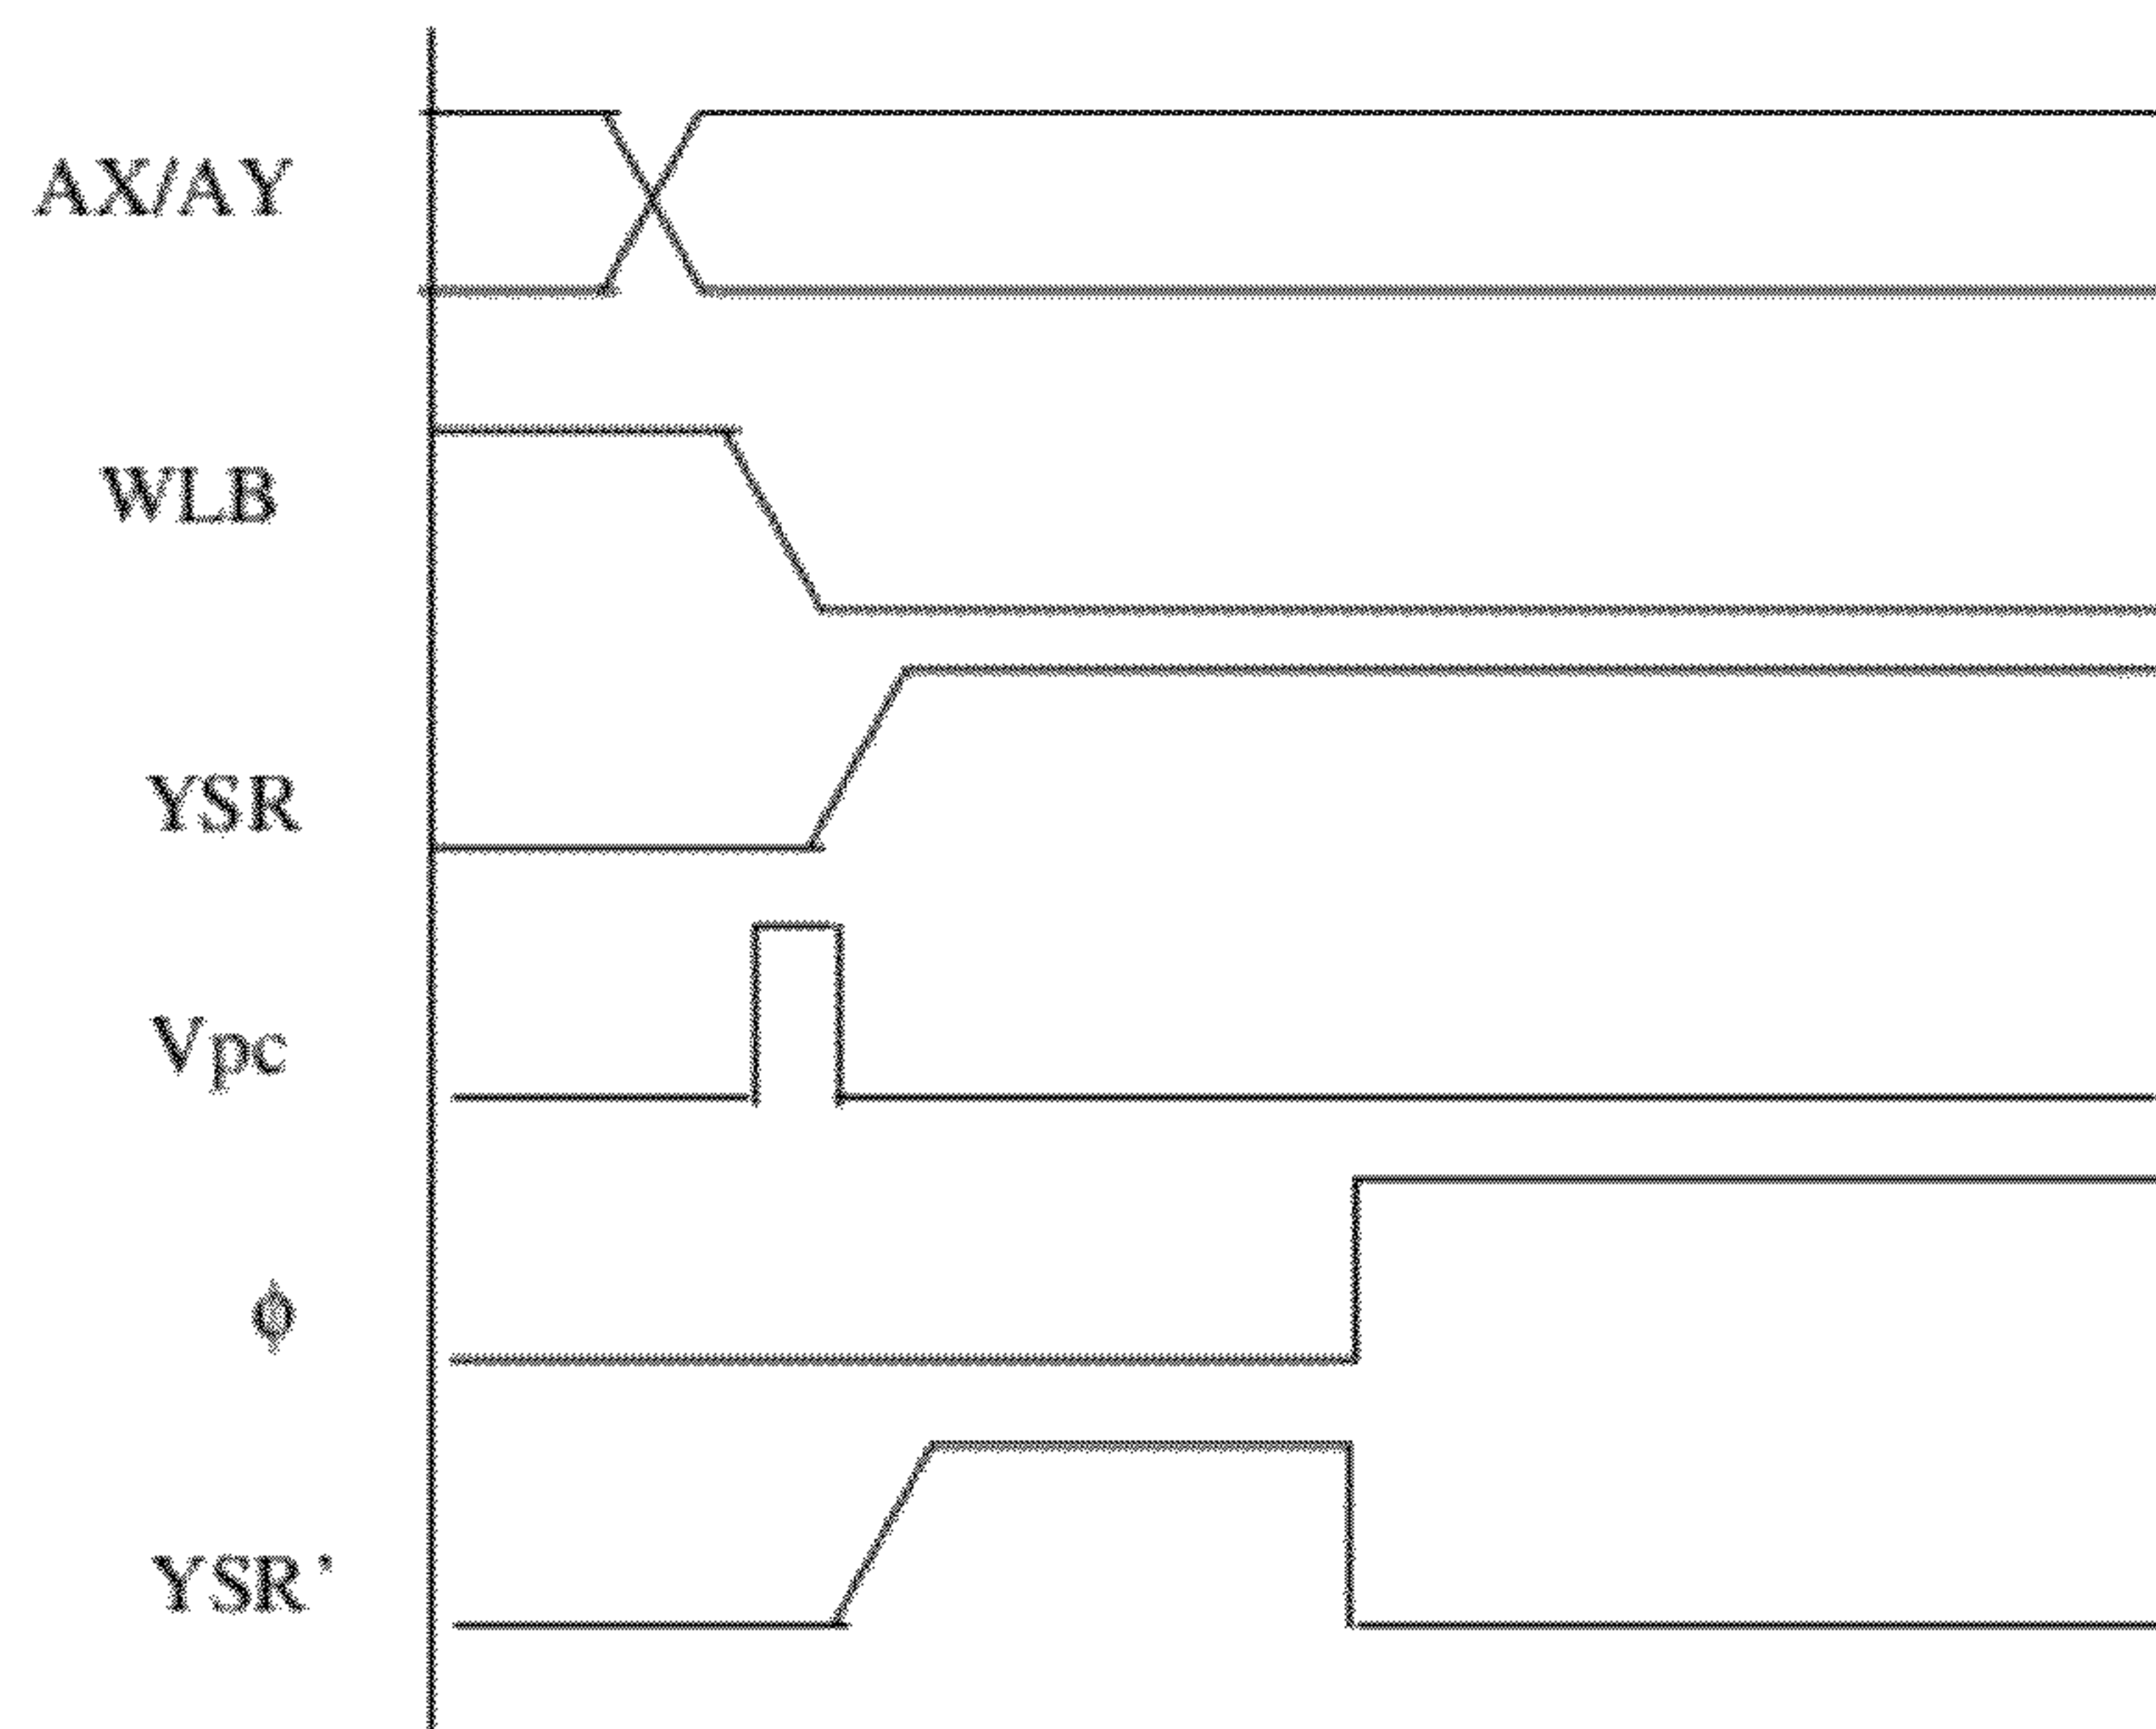 AX/AY
WLB
YSR
Vpc
ϕ
YSR'